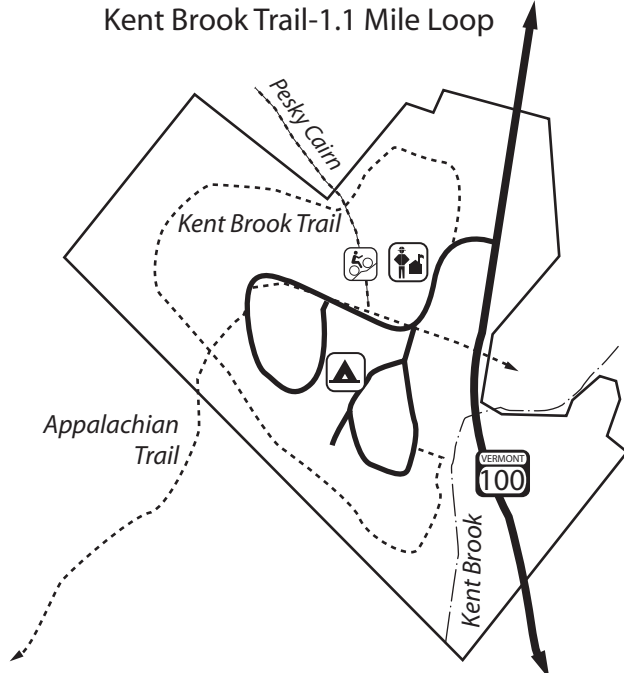 Kent Brook Trail-1.1 Mile Loop
Pesky Cairn
Kent Brook Trail
Appalachian
Trail
VERMONT
100
Kent Brook